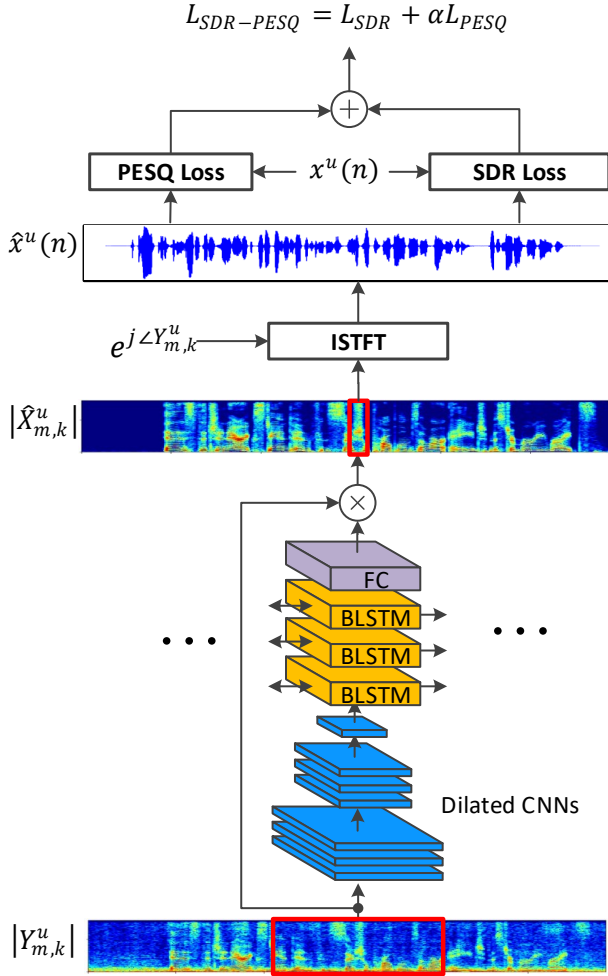 L_{SDR-PESQ} = L_{SDR} + αL_{PESQ}
+
PESQ Loss
x^u(n)
SDR Loss
x̂^u(n)
e^{j∠Y^u_{m,k}}
ISTFT
|X̂^u_{m,k}|
×
FC
BLSTM
• • •
• • •
BLSTM
BLSTM
Dilated CNNs
|Y^u_{m,k}|